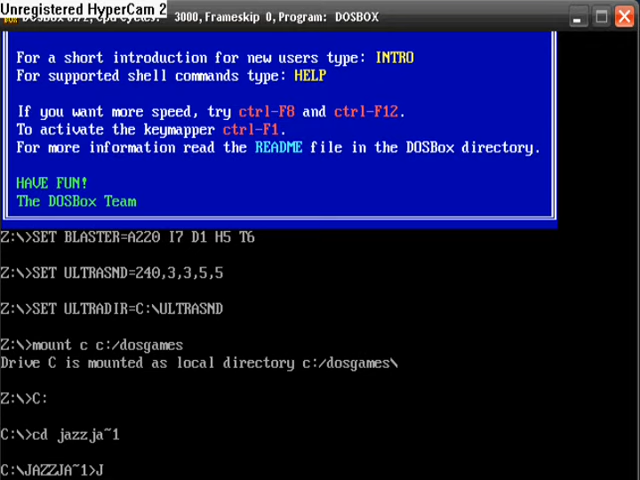 Unregistered HyperCam 2
3000, Frameskip 0, Program: DOSBOX
For a short introduction for new users type: INTRO
For supported shell commands type: HELP
If you want more speed, try ctrl-F8 and ctrl-F12.
To activate the keymapper ctrl-F1.
For more information read the README file in the DOSBox directory.
HAVE FUN!
The DOSBox Team
Z:\>SET BLASTER=A220 I7 D1 H5 T6
Z:\>SET ULTRASND=240,3,3,5,5
Z:\>SET ULTRADIR=C:\ULTRASND
Z:\>mount c c:/dosgames
Drive C is mounted as local directory c:/dosgames\
Z:\>C:
C:\>cd jazzja~1
C:\JAZZJA~1>J